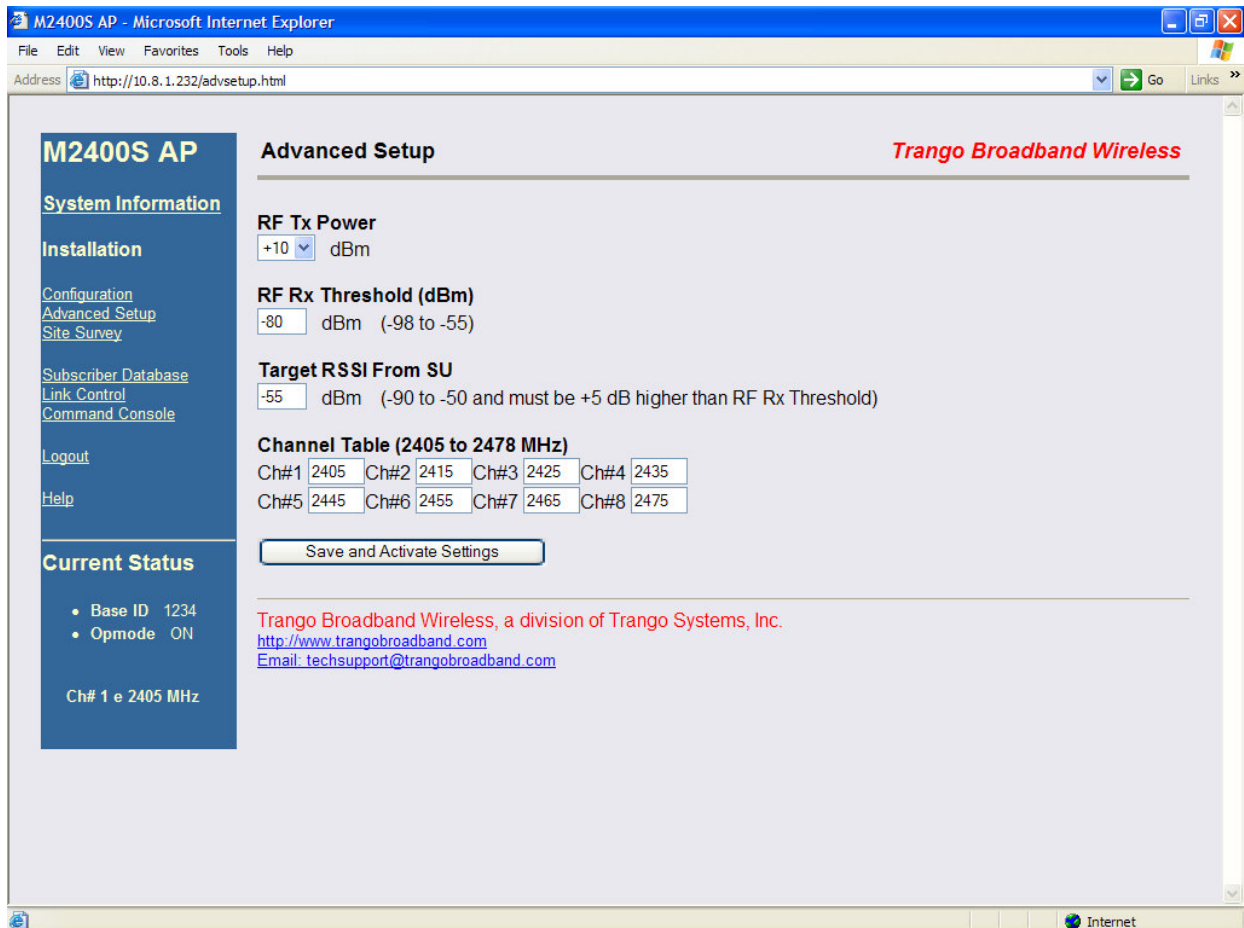 M2400S AP - Microsoft Internet Explorer
File Edit View Favorites Tools Help
Address http://10.8.1.232/advsetup.html Go Links »
M2400S AP
System Information
Installation
Configuration
Advanced Setup
Site Survey
Subscriber Database
Link Control
Command Console
Logout
Help
Current Status
• Base ID 1234
• Opmode ON
Ch# 1 e 2405 MHz
Advanced Setup
Trango Broadband Wireless
RF Tx Power
+10 dBm
RF Rx Threshold (dBm)
-80 dBm (-98 to -55)
Target RSSI From SU
-55 dBm (-90 to -50 and must be +5 dB higher than RF Rx Threshold)
Channel Table (2405 to 2478 MHz)
Ch#1 2405 Ch#2 2415 Ch#3 2425 Ch#4 2435
Ch#5 2445 Ch#6 2455 Ch#7 2465 Ch#8 2475
Save and Activate Settings
Trango Broadband Wireless, a division of Trango Systems, Inc.
http://www.trangobroadband.com
Email: techsupport@trangobroadband.com
Internet